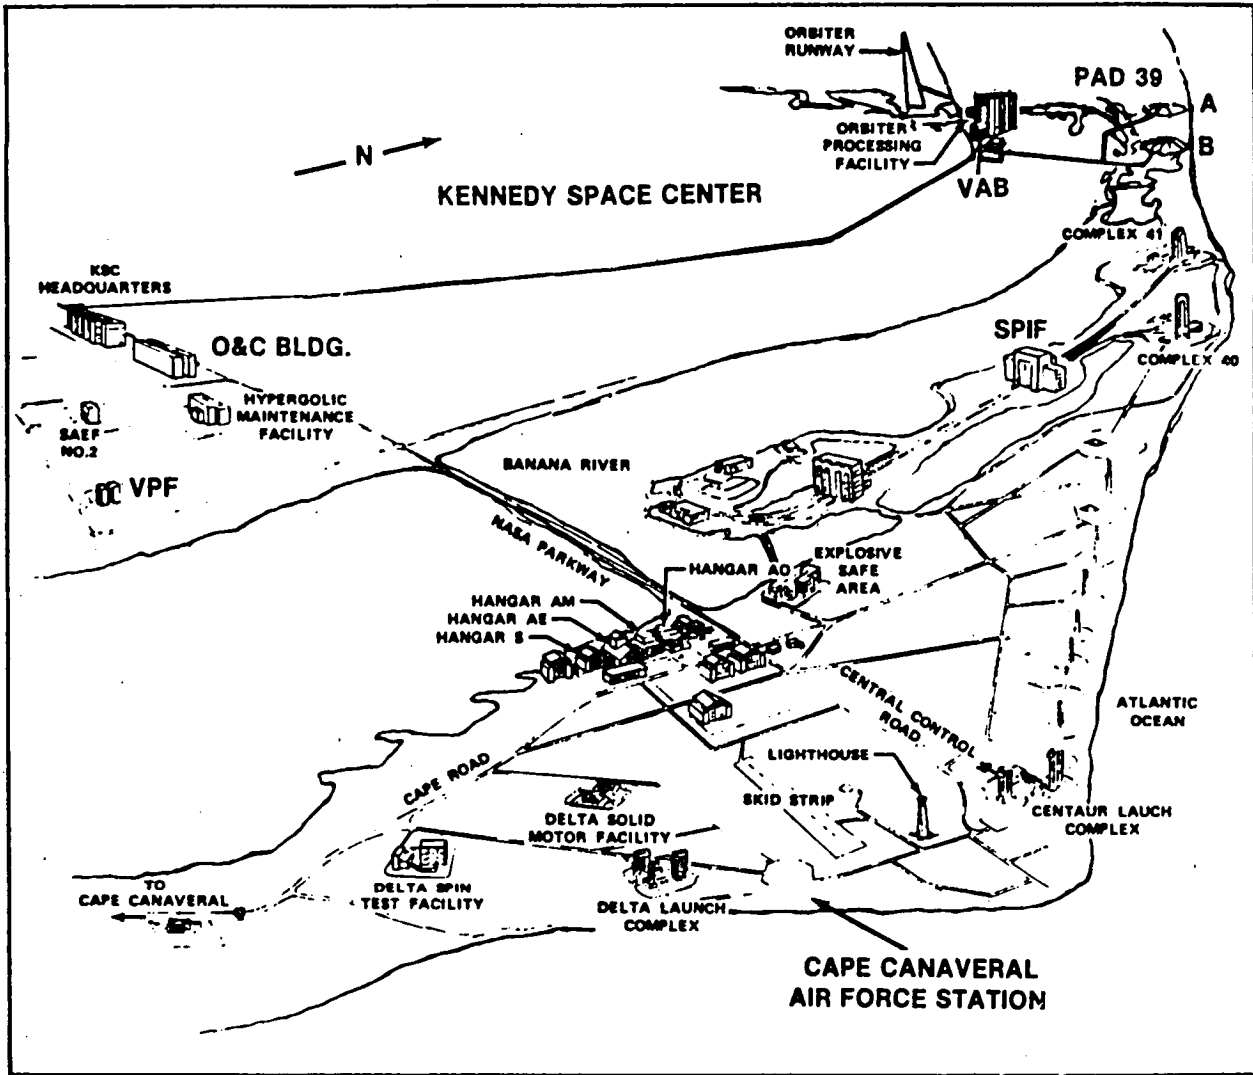 ORBITER
RUNWAY
PAD 39
A
ORBITER
PROCESSING
FACILITY
B
N
VAB
KENNEDY SPACE CENTER
COMPLEX 41
KSC
HEADQUARTERS
SPIF
O&C BLDG.
COMPLEX 40
HYPERGOLIC
MAINTENANCE
FACILITY
SAEF
NO.2
BANANA RIVER
VPF
NASA PARKWAY
EXPLOSIVE
SAFE
AREA
HANGAR AO
HANGAR AM
HANGAR AE
HANGAR S
CENTRAL CONTROL
ROAD
ATLANTIC
OCEAN
LIGHTHOUSE
CAPE ROAD
SKID STRIP
CENTAUR LAUCH
COMPLEX
DELTA SOLID
MOTOR FACILITY
TO
CAPE CANAVERAL
DELTA SPIN
TEST FACILITY
DELTA LAUNCH
COMPLEX
CAPE CANAVERAL
AIR FORCE STATION